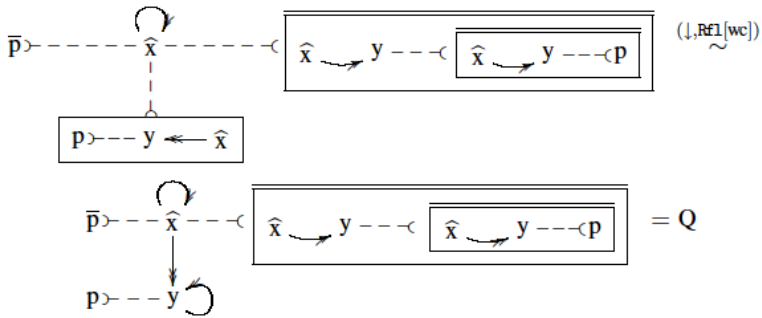 p̅ x̂ x̂ y x̂ y p (↓,Rfl[wc]) ~
p y x̂
p̅ x̂ x̂ y x̂ y p = Q
p y